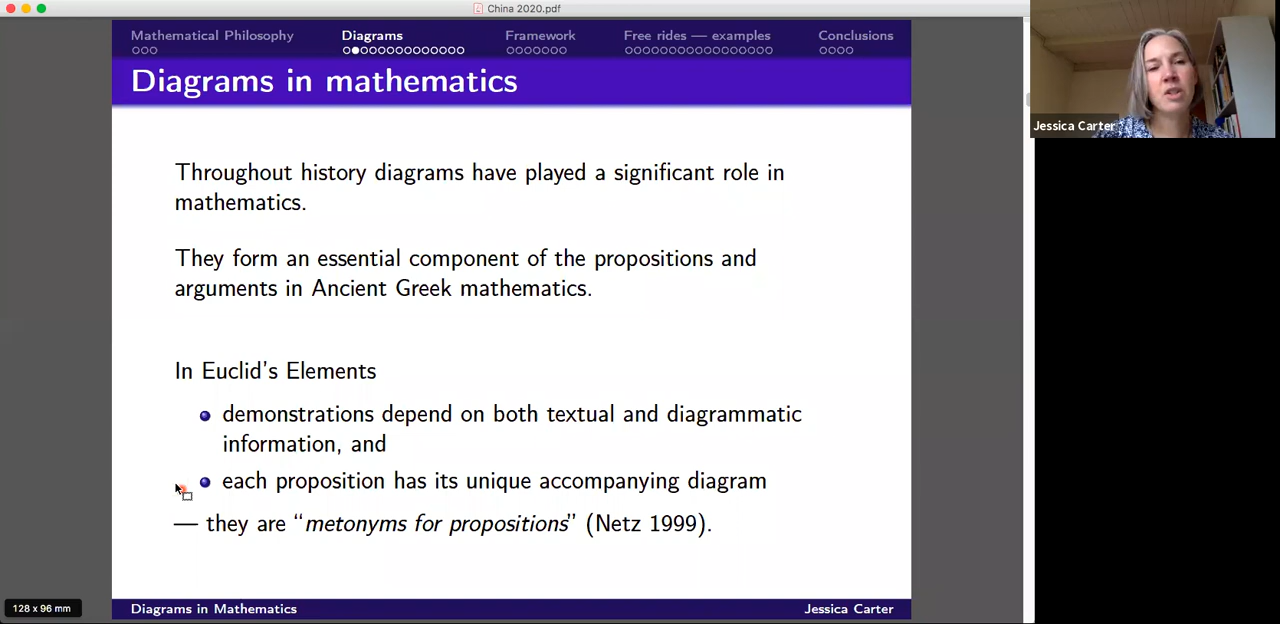 China 2020.pdf
Mathematical Philosophy Diagrams Framework Free rides — examples Conclusions
Diagrams in mathematics
Throughout history diagrams have played a significant role in
mathematics.
They form an essential component of the propositions and
arguments in Ancient Greek mathematics.
In Euclid's Elements
demonstrations depend on both textual and diagrammatic
information, and
each proposition has its unique accompanying diagram
— they are “metonyms for propositions” (Netz 1999).
128 x 96 mm
Diagrams in Mathematics Jessica Carter
Jessica Carter